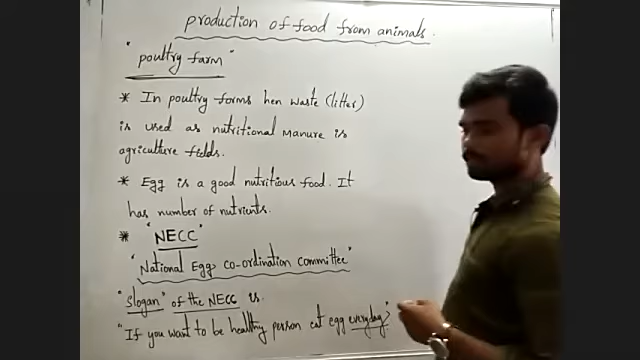 production of food from animals.
"poultry farm"
* In poultry forms hen waste (litter)
is used as nutritional manure is
agriculture fields.
* Egg is a good nutritious food. It
has number of nutrients.
* "NECC"
"National Egg co-ordination committee"
"slogan" of the NECC is.
"If you want to be healthy person eat egg everyday"